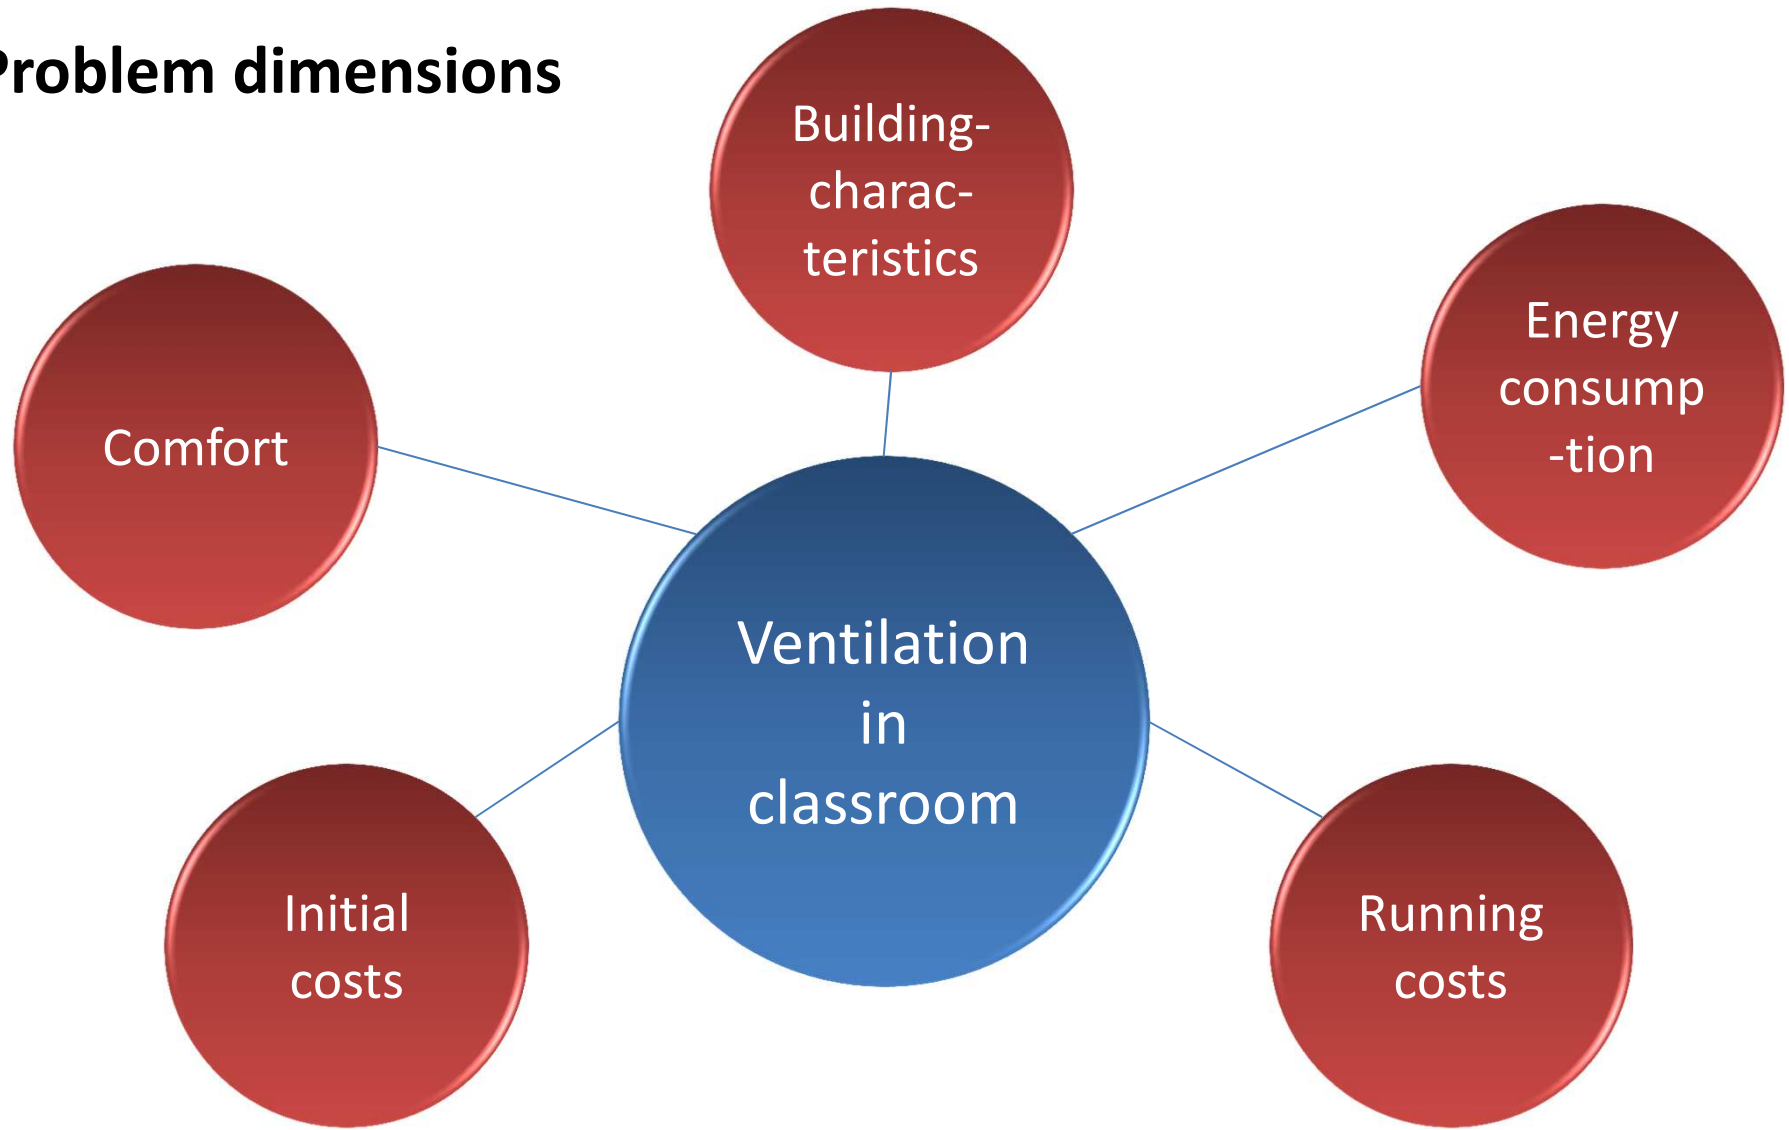 Problem dimensions
Building-
charac-
teristics
Energy
consump
-tion
Comfort
Ventilation
in
classroom
Initial
costs
Running
costs